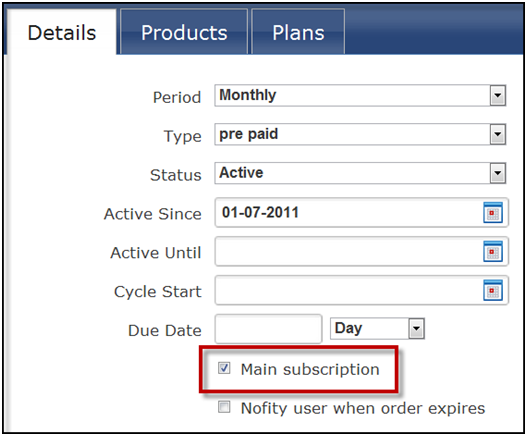 Details Products Plans
Period Monthly
Type pre paid
Status Active
Active Since 01-07-2011
Active Until
Cycle Start
Due Date Day
Main subscription
Nofity user when order expires